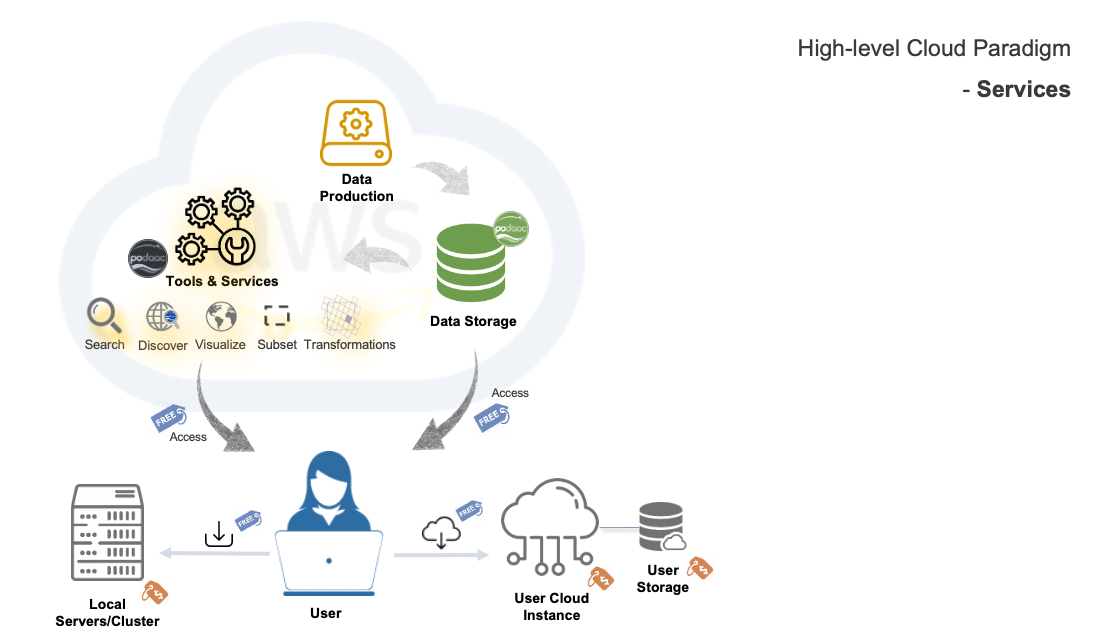 High-level Cloud Paradigm
- Services
Data
Production
aws
podaac
podaac
Tools & Services
Data Storage
Search
Discover
Visualize
Subset
Transformations
Access
FREE $
FREE $
Access
FREE $
FREE $
$
$
$
Local
Servers/Cluster
User
User Cloud
Instance
User
Storage